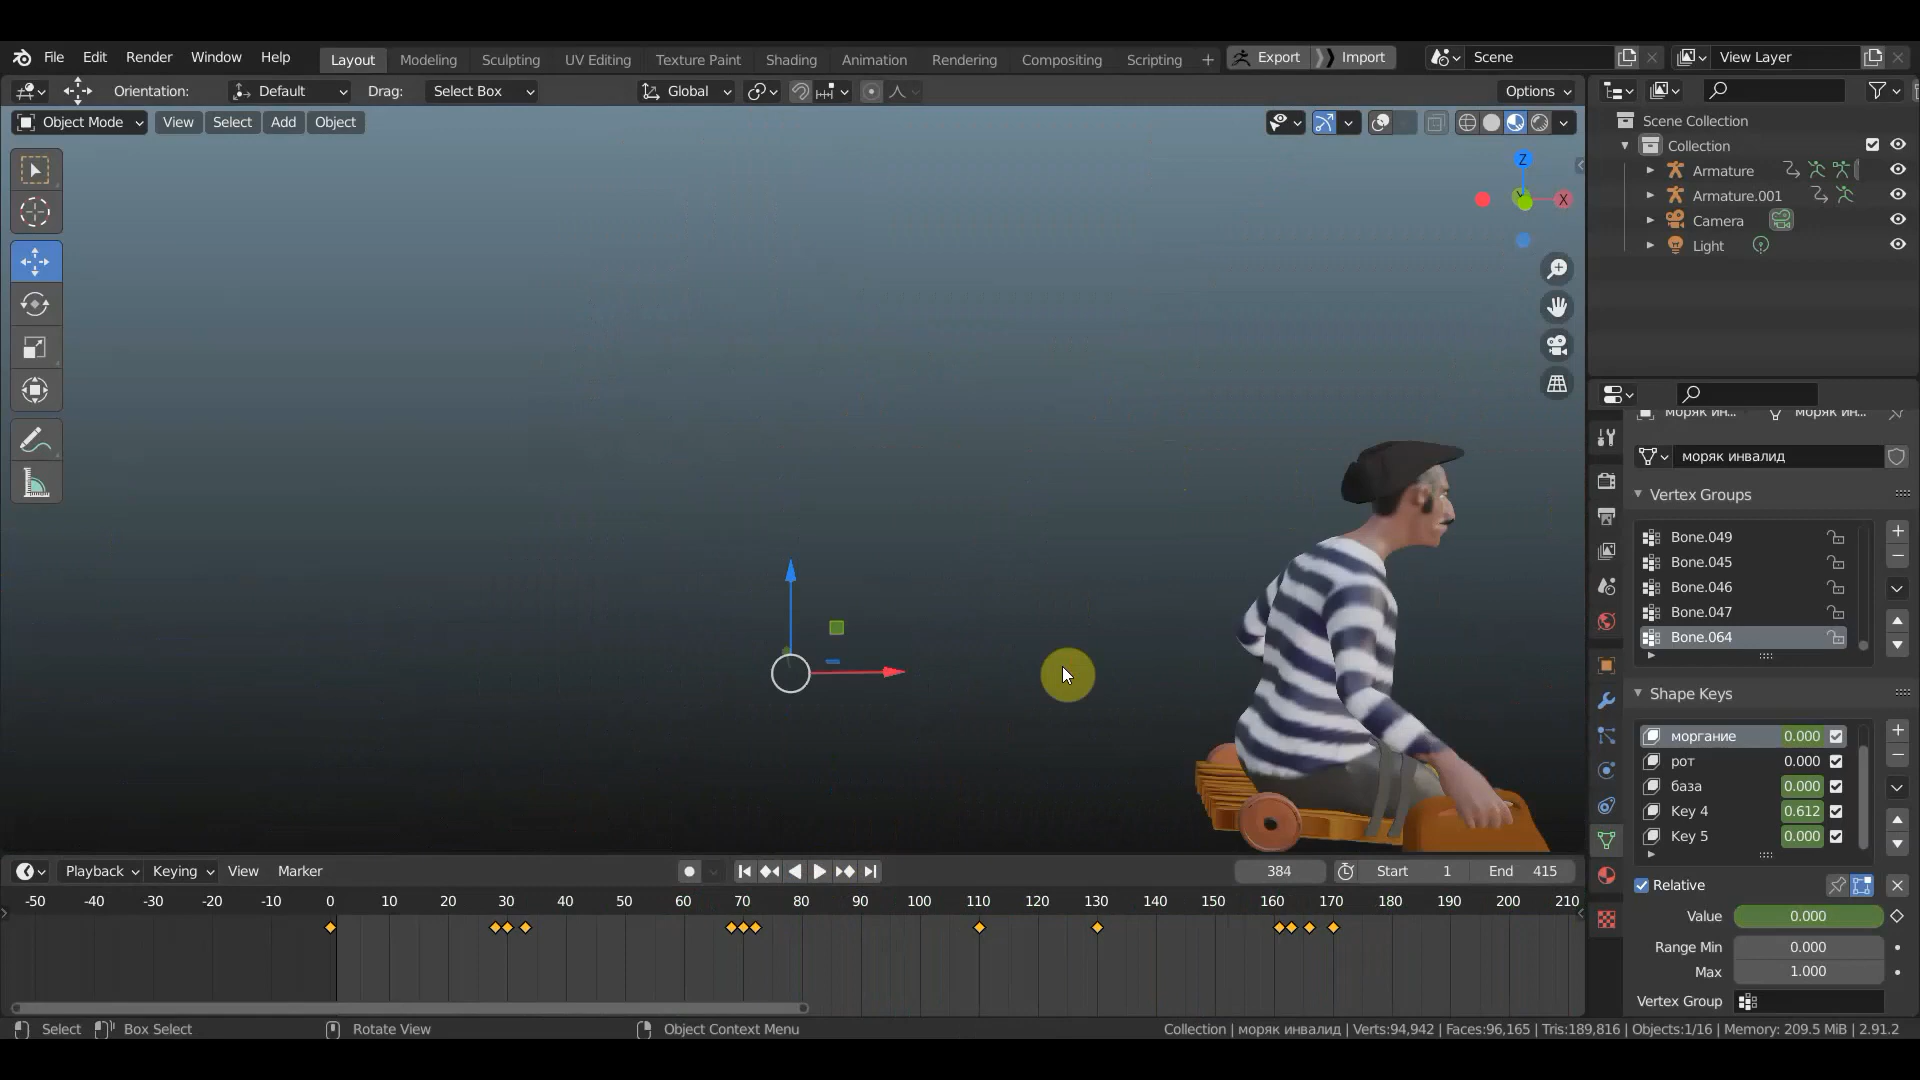 File Edit Render Window Help Layout Modeling Sculpting UV Editing Texture Paint Shading Animation Rendering Compositing Scripting + Export Import Scene View Layer
Orientation: Default Drag: Select Box Global Options
Object Mode View Select Add Object
Z
X
Scene Collection
Collection
Armature
Armature.001
Camera
Light
моряк ин... моряк ин...
моряк инвалид
Vertex Groups
Bone.049
Bone.045
Bone.046
Bone.047
Bone.064
Shape Keys
моргание 0.000
рот 0.000
база 0.000
Key 4 0.612
Key 5 0.000
Relative
Value 0.000
Range Min 0.000
Max 1.000
Vertex Group
Playback Keying View Marker 384 Start 1 End 415
-50 -40 -30 -20 -10 0 10 20 30 40 50 60 70 80 90 100 110 120 130 140 150 160 170 180 190 200 210
Select Box Select Rotate View Object Context Menu Collection | моряк инвалид | Verts:94,942 | Faces:96,165 | Tris:189,816 | Objects:1/16 | Memory: 209.5 MiB | 2.91.2